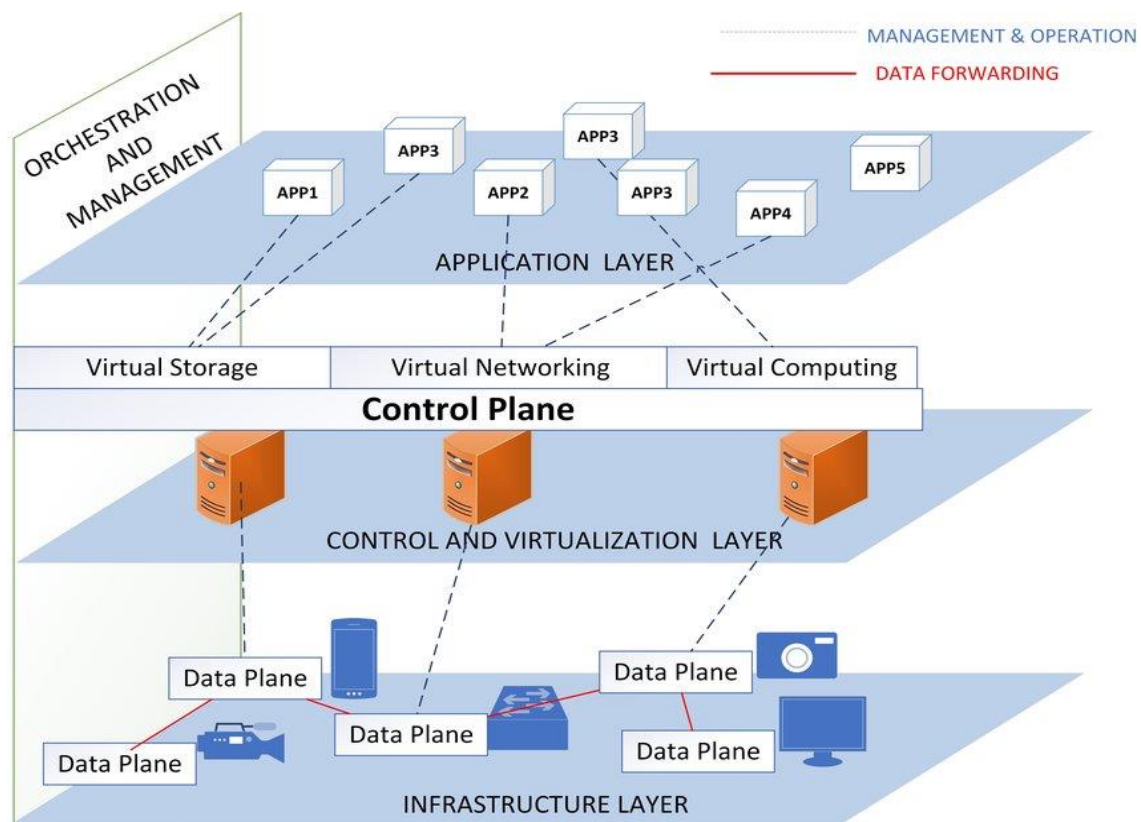 MANAGEMENT & OPERATION
DATA FORWARDING
ORCHESTRATION
AND
MANAGEMENT
APP3
APP3
APP1
APP2
APP3
APP5
APP4
APPLICATION LAYER
Virtual Storage
Virtual Networking
Virtual Computing
Control Plane
CONTROL AND VIRTUALIZATION LAYER
Data Plane
Data Plane
Data Plane
Data Plane
Data Plane
INFRASTRUCTURE LAYER